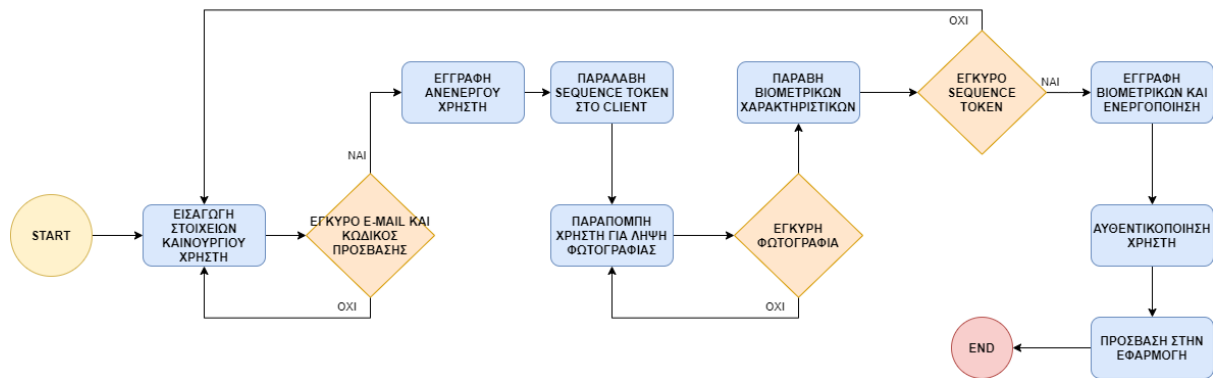 ΟΧΙ
ΕΓΓΡΑΦΗ
ΑΝΕΝΕΡΓΟΥ
ΧΡΗΣΤΗ
ΠΑΡΑΛΑΒΗ
SEQUENCE TOKEN
ΣΤΟ CLIENT
ΠΑΡΑΒΗ
ΒΙΟΜΕΤΡΙΚΩΝ
ΧΑΡΑΚΤΗΡΙΣΤΙΚΩΝ
ΕΓΚΥΡΟ
SEQUENCE
TOKEN
ΝΑΙ
ΕΓΓΡΑΦΗ
ΒΙΟΜΕΤΡΙΚΩΝ ΚΑΙ
ΕΝΕΡΓΟΠΟΙΗΣΗ
ΝΑΙ
START
ΕΙΣΑΓΩΓΗ
ΣΤΟΙΧΕΙΩΝ
ΚΑΙΝΟΥΡΓΙΟΥ
ΧΡΗΣΤΗ
ΕΓΚΥΡΟ E-MAIL ΚΑΙ
ΚΩΔΙΚΟΣ
ΠΡΟΣΒΑΣΗΣ
ΠΑΡΑΠΟΜΠΗ
ΧΡΗΣΤΗ ΓΙΑ ΛΗΨΗ
ΦΩΤΟΓΡΑΦΙΑΣ
ΕΓΚΥΡΗ
ΦΩΤΟΓΡΑΦΙΑ
ΑΥΘΕΝΤΙΚΟΠΟΙΗΣΗ
ΧΡΗΣΤΗ
ΟΧΙ
ΟΧΙ
END
ΠΡΟΣΒΑΣΗ ΣΤΗΝ
ΕΦΑΡΜΟΓΗ